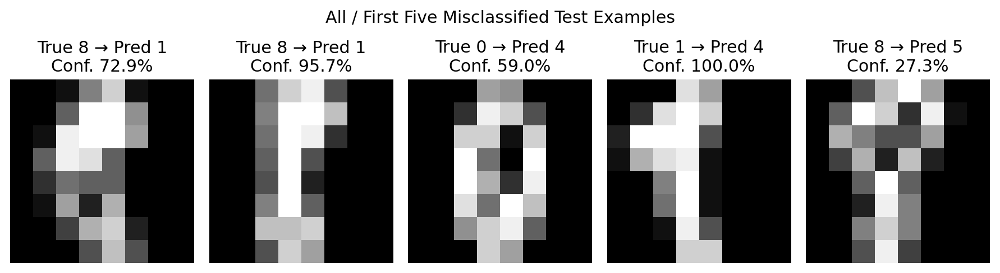 All / First Five Misclassified Test Examples
True 8 → Pred 1
Conf. 72.9%
True 8 → Pred 1
Conf. 95.7%
True 0 → Pred 4
Conf. 59.0%
True 1 → Pred 4
Conf. 100.0%
True 8 → Pred 5
Conf. 27.3%